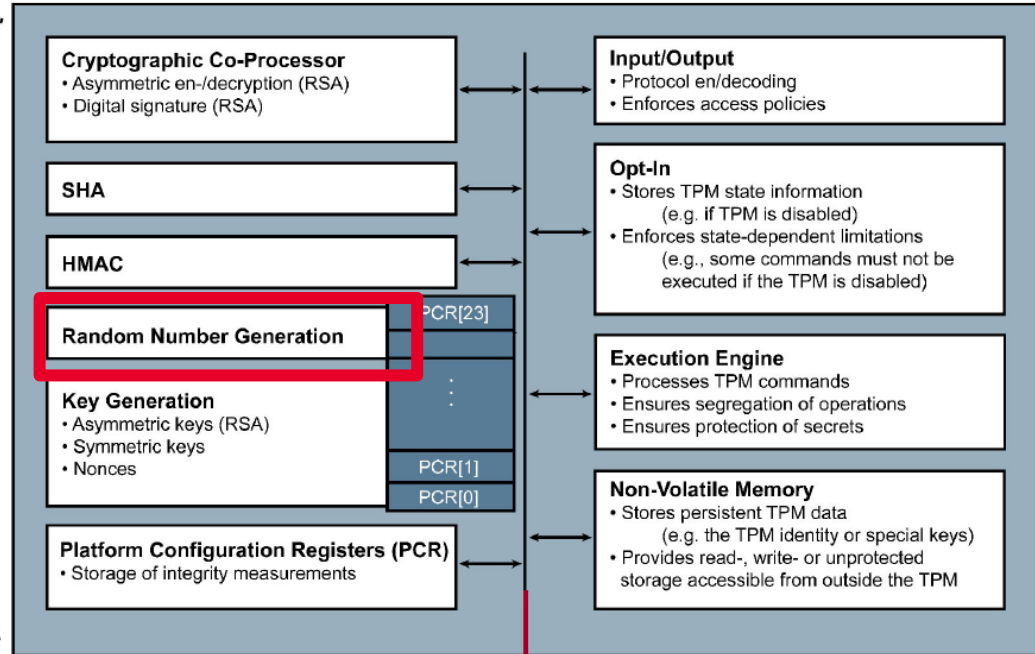 Cryptographic Co-Processor
• Asymmetric en-/decryption (RSA)
• Digital signature (RSA)
SHA
HMAC
Random Number Generation
Key Generation
• Asymmetric keys (RSA)
• Symmetric keys
• Nonces
PCR[23]
⋮
PCR[1]
PCR[0]
Platform Configuration Registers (PCR)
• Storage of integrity measurements
Input/Output
• Protocol en/decoding
• Enforces access policies
Opt-In
• Stores TPM state information
(e.g. if TPM is disabled)
• Enforces state-dependent limitations
(e.g., some commands must not be
executed if the TPM is disabled)
Execution Engine
• Processes TPM commands
• Ensures segregation of operations
• Ensures protection of secrets
Non-Volatile Memory
• Stores persistent TPM data
(e.g. the TPM identity or special keys)
• Provides read-, write- or unprotected
storage accessible from outside the TPM